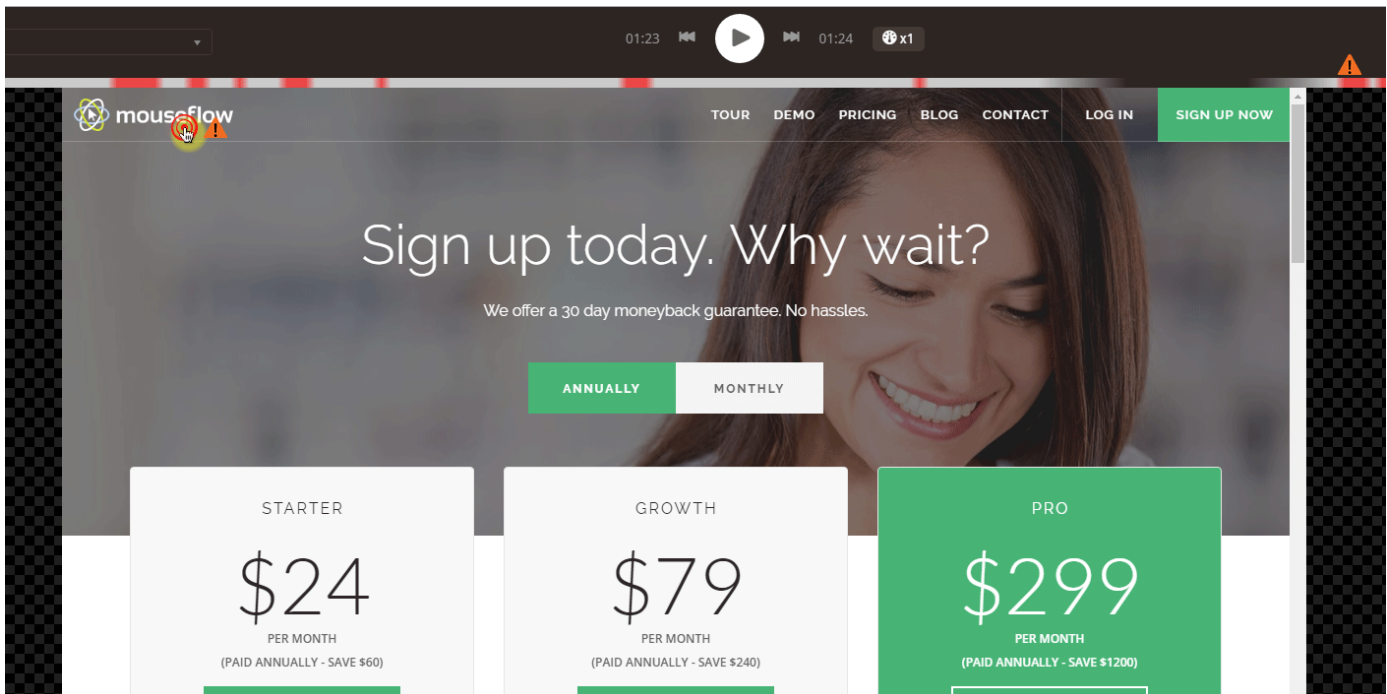 01:23 01:24 x1
mouseflow TOUR DEMO PRICING BLOG CONTACT LOG IN SIGN UP NOW
Sign up today. Why wait?
We offer a 30 day moneyback guarantee. No hassles.
ANNUALLY MONTHLY
STARTER
$24
PER MONTH
(PAID ANNUALLY - SAVE $60)
GROWTH
$79
PER MONTH
(PAID ANNUALLY - SAVE $240)
PRO
$299
PER MONTH
(PAID ANNUALLY - SAVE $1200)